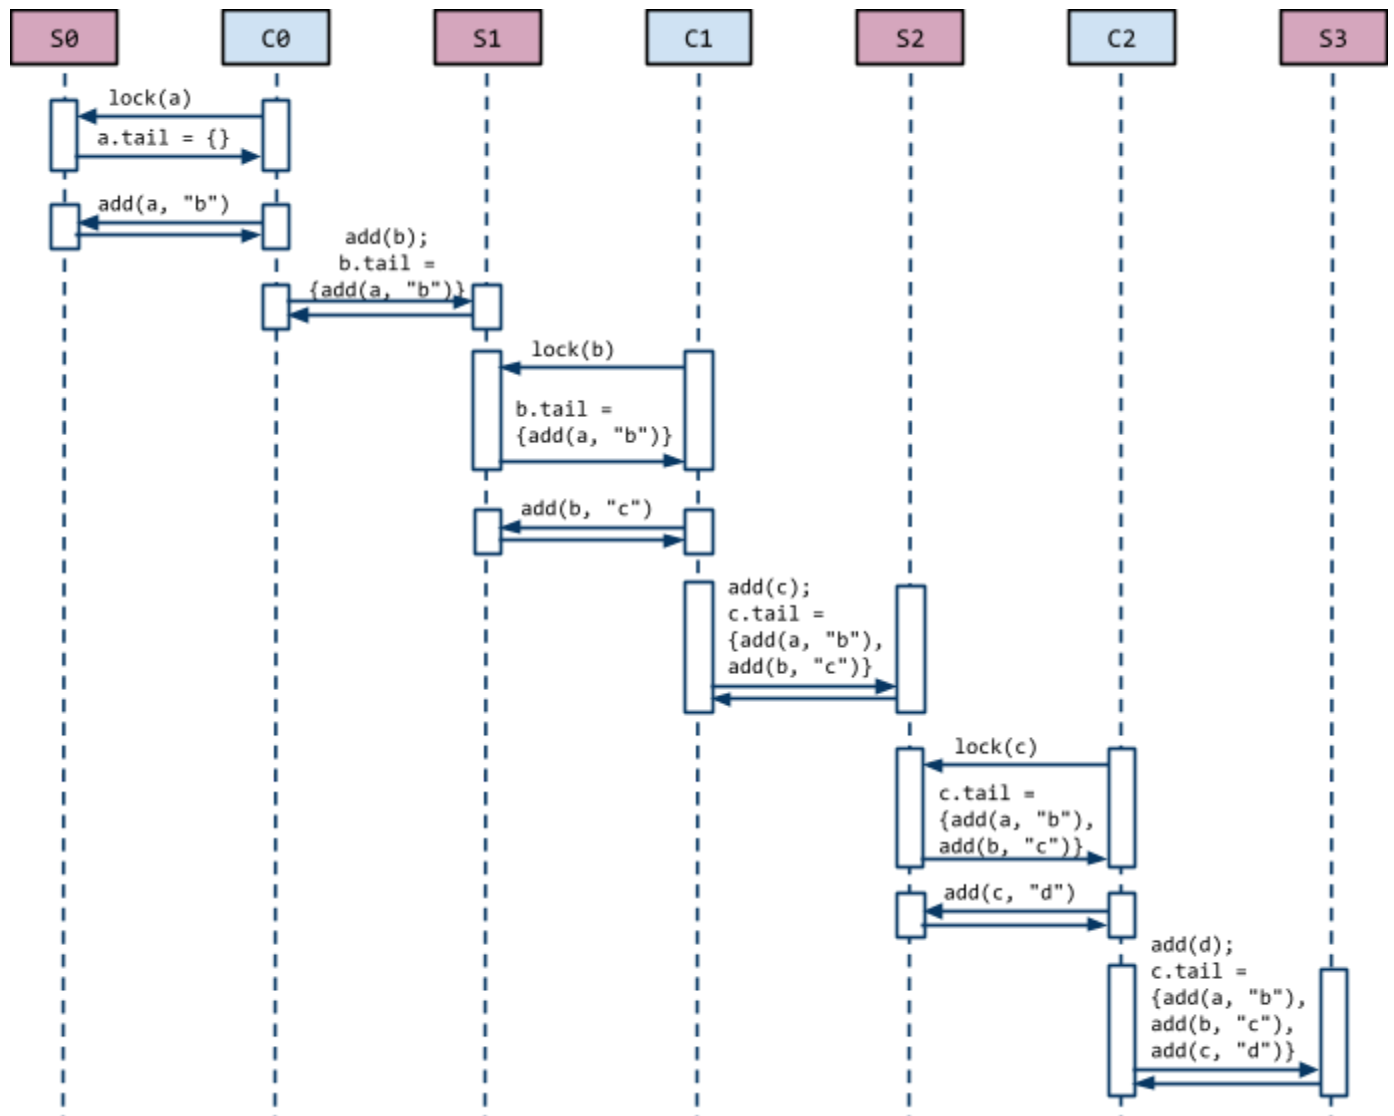 S0 C0 S1 C1 S2 C2 S3
lock(a)
a.tail = {}
add(a, "b")
add(b);
b.tail =
{add(a, "b")}
lock(b)
b.tail =
{add(a, "b")}
add(b, "c")
add(c);
c.tail =
{add(a, "b"),
add(b, "c")}
lock(c)
c.tail =
{add(a, "b"),
add(b, "c")}
add(c, "d")
add(d);
c.tail =
{add(a, "b"),
add(b, "c"),
add(c, "d")}